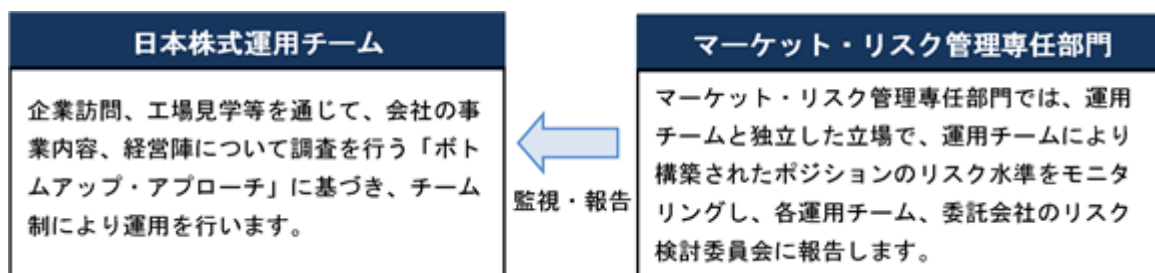 日本株式運用チーム
企業訪問、工場見学等を通じて、会社の事
業内容、経営陣について調査を行う「ボト
ムアップ・アプローチ」に基づき、チーム
制により運用を行います。
監視・報告
マーケット・リスク管理専任部門
マーケット・リスク管理専任部門では、運用
チームと独立した立場で、運用チームにより
構築されたポジションのリスク水準をモニタ
リングし、各運用チーム、委託会社のリスク
検討委員会に報告します。